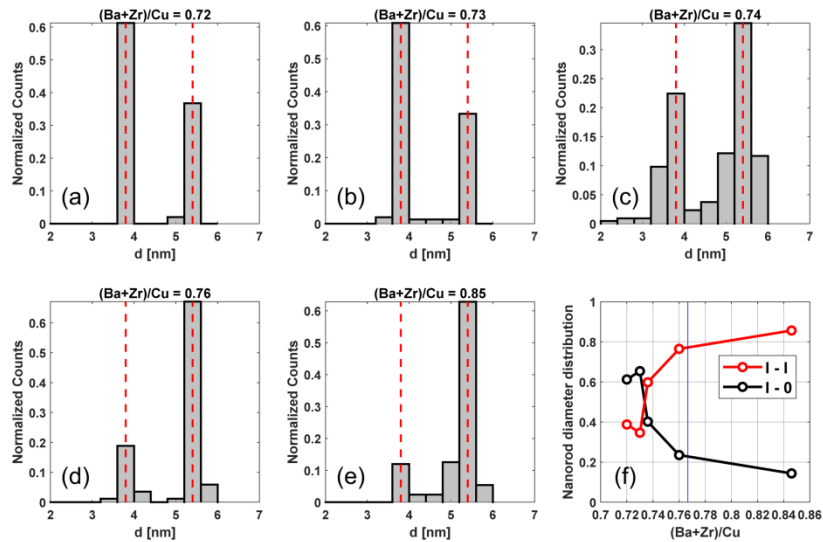 (Ba+Zr)/Cu = 0.72
Normalized Counts
0.6
0.5
0.4
0.3
0.2
0.1
0
(a)
2 3 4 5 6 7
d [nm]
(Ba+Zr)/Cu = 0.73
Normalized Counts
0.6
0.5
0.4
0.3
0.2
0.1
0
(b)
2 3 4 5 6 7
d [nm]
(Ba+Zr)/Cu = 0.74
Normalized Counts
0.3
0.25
0.2
0.15
0.1
0.05
0
(c)
2 3 4 5 6 7
d [nm]
(Ba+Zr)/Cu = 0.76
Normalized Counts
0.6
0.5
0.4
0.3
0.2
0.1
0
(d)
2 3 4 5 6 7
d [nm]
(Ba+Zr)/Cu = 0.85
Normalized Counts
0.6
0.5
0.4
0.3
0.2
0.1
0
(e)
2 3 4 5 6 7
d [nm]
Nanorod diameter distribution
1
0.8
0.6
0.4
0.2
0
I - I
I - 0
(f)
0.7 0.72 0.74 0.76 0.78 0.8 0.82 0.84 0.86
(Ba+Zr)/Cu